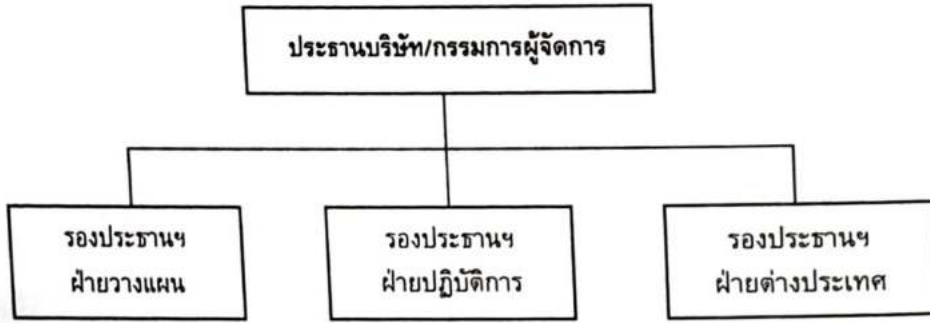 ประธานบริษัท/กรรมการผู้จัดการ
รองประธานฯ
ฝ่ายวางแผน
รองประธานฯ
ฝ่ายปฏิบัติการ
รองประธานฯ
ฝ่ายต่างประเทศ